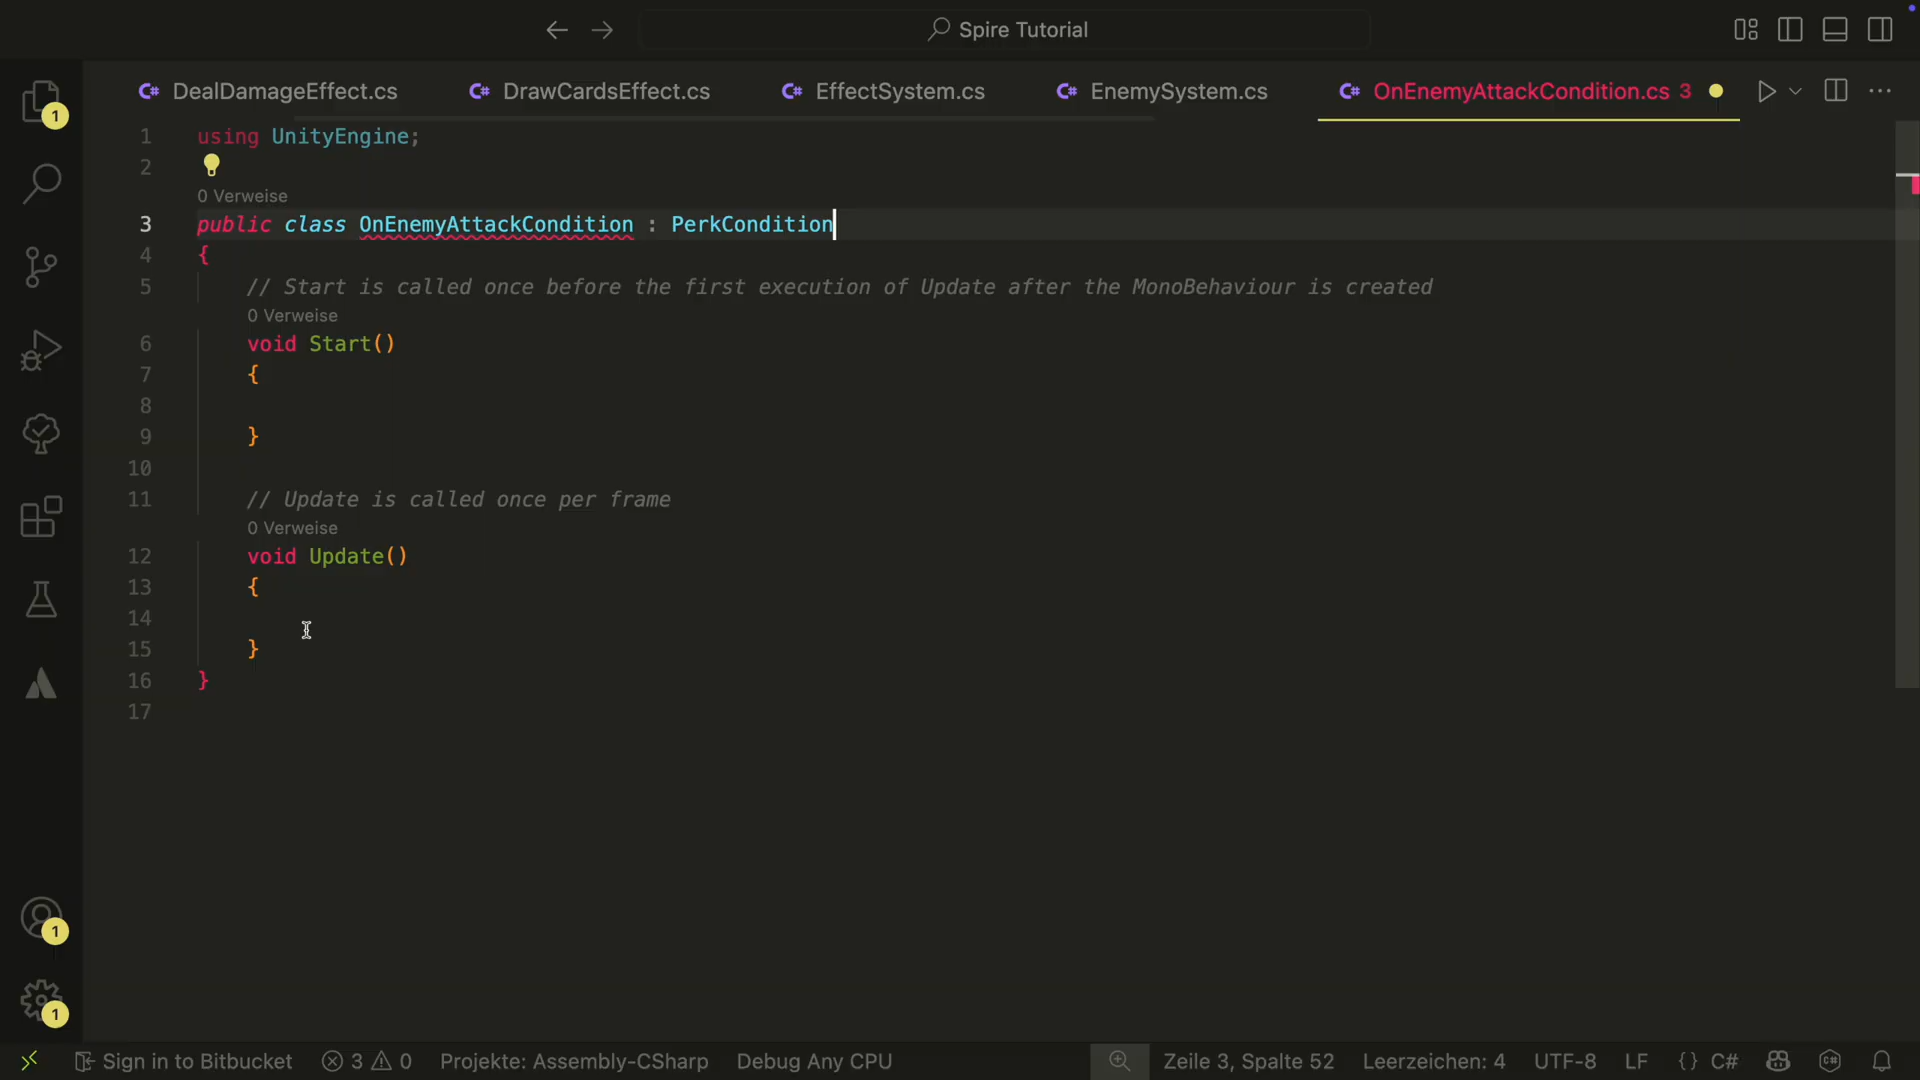 Spire Tutorial
DealDamageEffect.cs DrawCardsEffect.cs EffectSystem.cs EnemySystem.cs OnEnemyAttackCondition.cs 3
1 using UnityEngine;
2
0 Verweise
3 public class OnEnemyAttackCondition : PerkCondition
4 {
5 // Start is called once before the first execution of Update after the MonoBehaviour is created
0 Verweise
6 void Start()
7 {
8
9 }
10
11 // Update is called once per frame
0 Verweise
12 void Update()
13 {
14
15 }
16 }
17
1
1
1
Sign in to Bitbucket 3 0 Projekte: Assembly-CSharp Debug Any CPU Zeile 3, Spalte 52 Leerzeichen: 4 UTF-8 LF {} C#